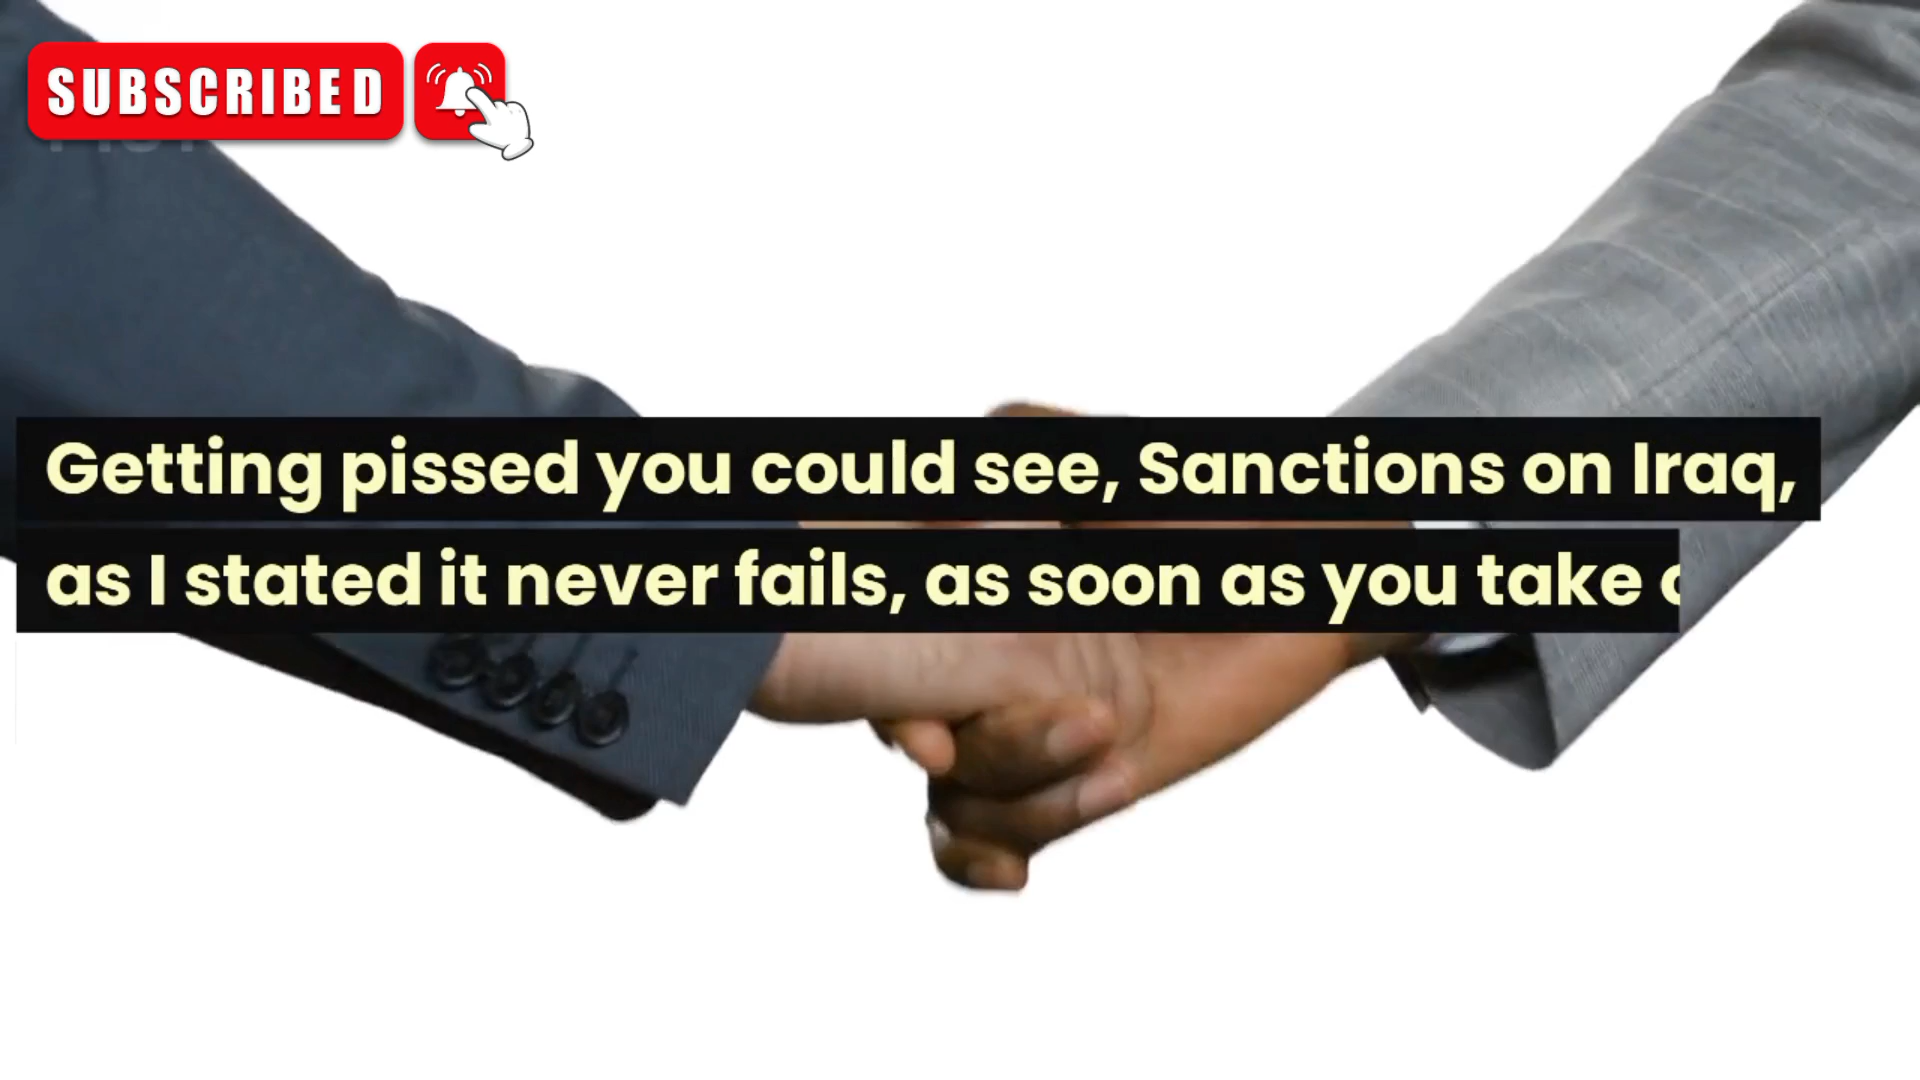 SUBSCRIBED
Getting pissed you could see, Sanctions on Iraq,
as I stated it never fails, as soon as you take